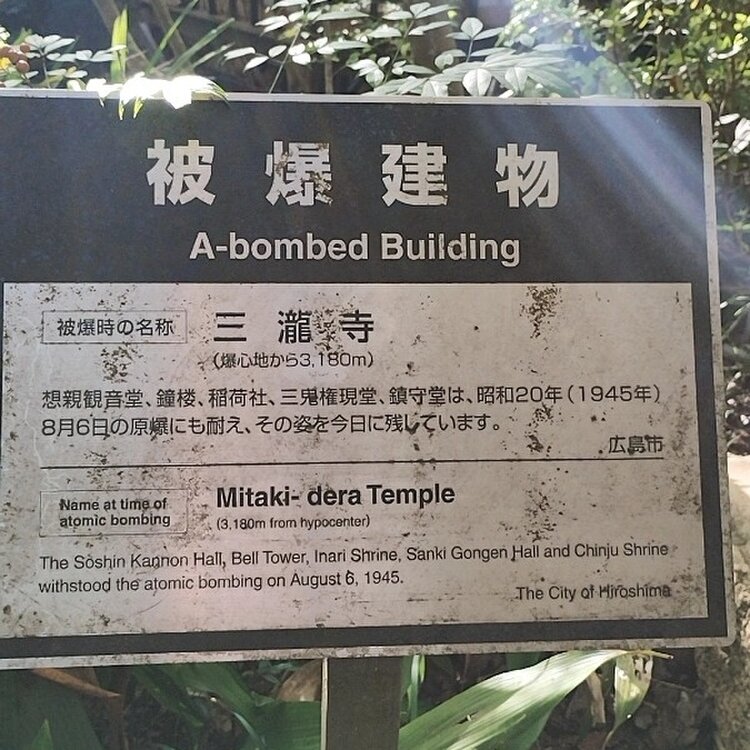 被爆建物
A-bombed Building
被爆時の名称 三瀧寺
(爆心地から3,180m)
想親観音堂、鐘楼、稲荷社、三鬼権現堂、鎮守堂は、昭和20年(1945年)
8月6日の原爆にも耐え、その姿を今日に残しています。
広島市
Name at time of
atomic bombing
Mitaki- dera Temple
(3,180m from hypocenter)
The Sōshin Kannon Hall, Bell Tower, Inari Shrine, Sanki Gongen Hall and Chinju Shrine
withstood the atomic bombing on August 6, 1945.
The City of Hiroshima